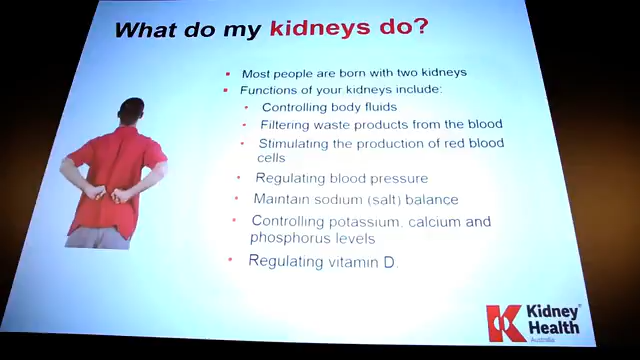 What do my kidneys do?
Most people are born with two kidneys
Functions of your kidneys include:
Controlling body fluids
Filtering waste products from the blood
Stimulating the production of red blood
cells
Regulating blood pressure
Maintain sodium (salt) balance
Controlling potassium, calcium and
phosphorus levels
Regulating vitamin D.
Kidney
Health
Australia